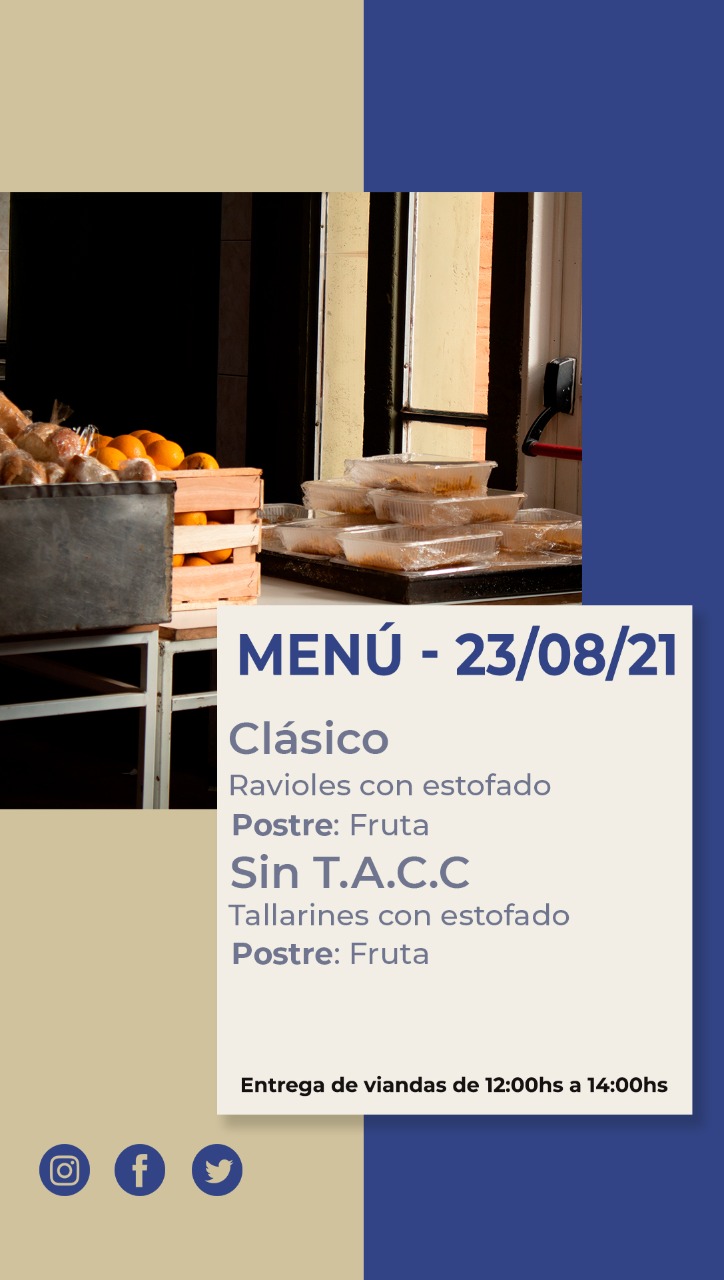 MENÚ - 23/08/21
Clásico
Ravioles con estofado
Postre: Fruta
Sin T.A.C.C
Tallarines con estofado
Postre: Fruta
Entrega de viandas de 12:00hs a 14:00hs